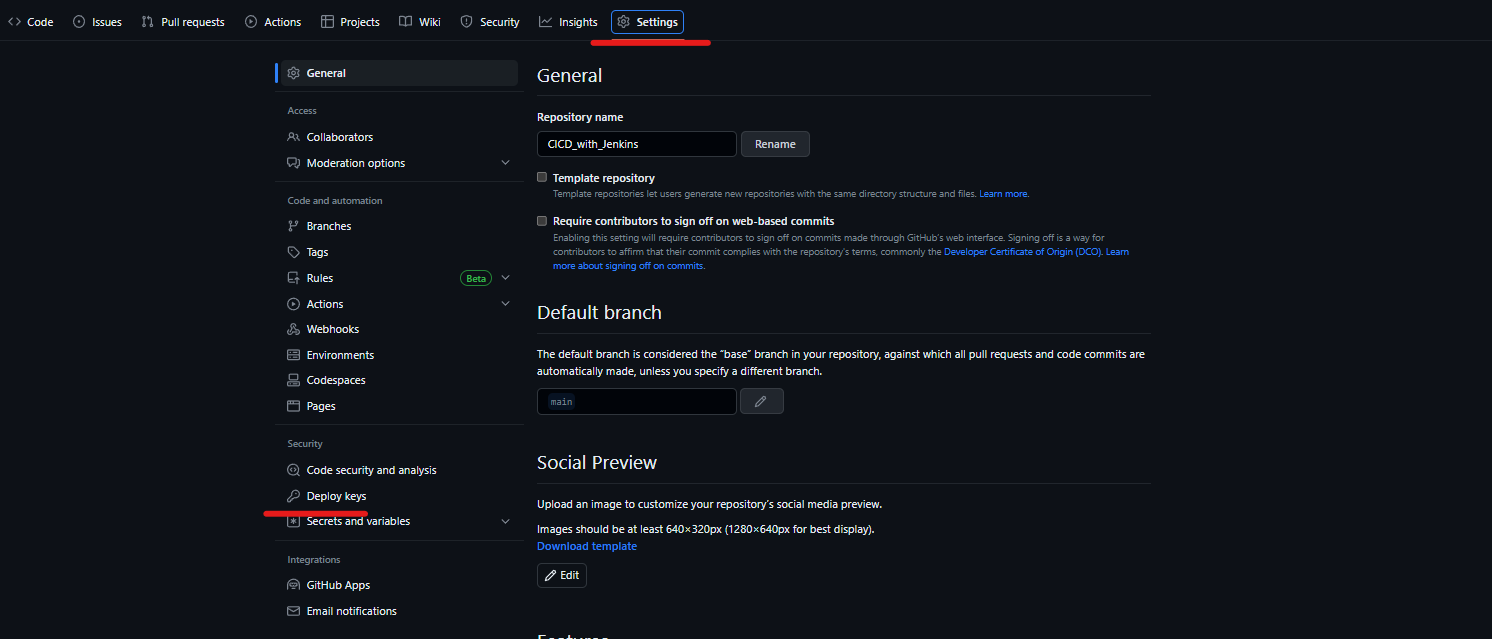 Code Issues Pull requests Actions Projects Wiki Security Insights Settings
General
Access
Collaborators
Moderation options
Code and automation
Branches
Tags
Rules Beta
Actions
Webhooks
Environments
Codespaces
Pages
Security
Code security and analysis
Deploy keys
Secrets and variables
Integrations
GitHub Apps
Email notifications
General
Repository name
CICD_with_Jenkins Rename
Template repository
Template repositories let users generate new repositories with the same directory structure and files. Learn more.
Require contributors to sign off on web-based commits
Enabling this setting will require contributors to sign off on commits made through GitHub's web interface. Signing off is a way for
contributors to affirm that their commit complies with the repository's terms, commonly the Developer Certificate of Origin (DCO). Learn
more about signing off on commits.
Default branch
The default branch is considered the “base” branch in your repository, against which all pull requests and code commits are
automatically made, unless you specify a different branch.
main
Social Preview
Upload an image to customize your repository's social media preview.
Images should be at least 640×320px (1280×640px for best display).
Download template
Edit
Features